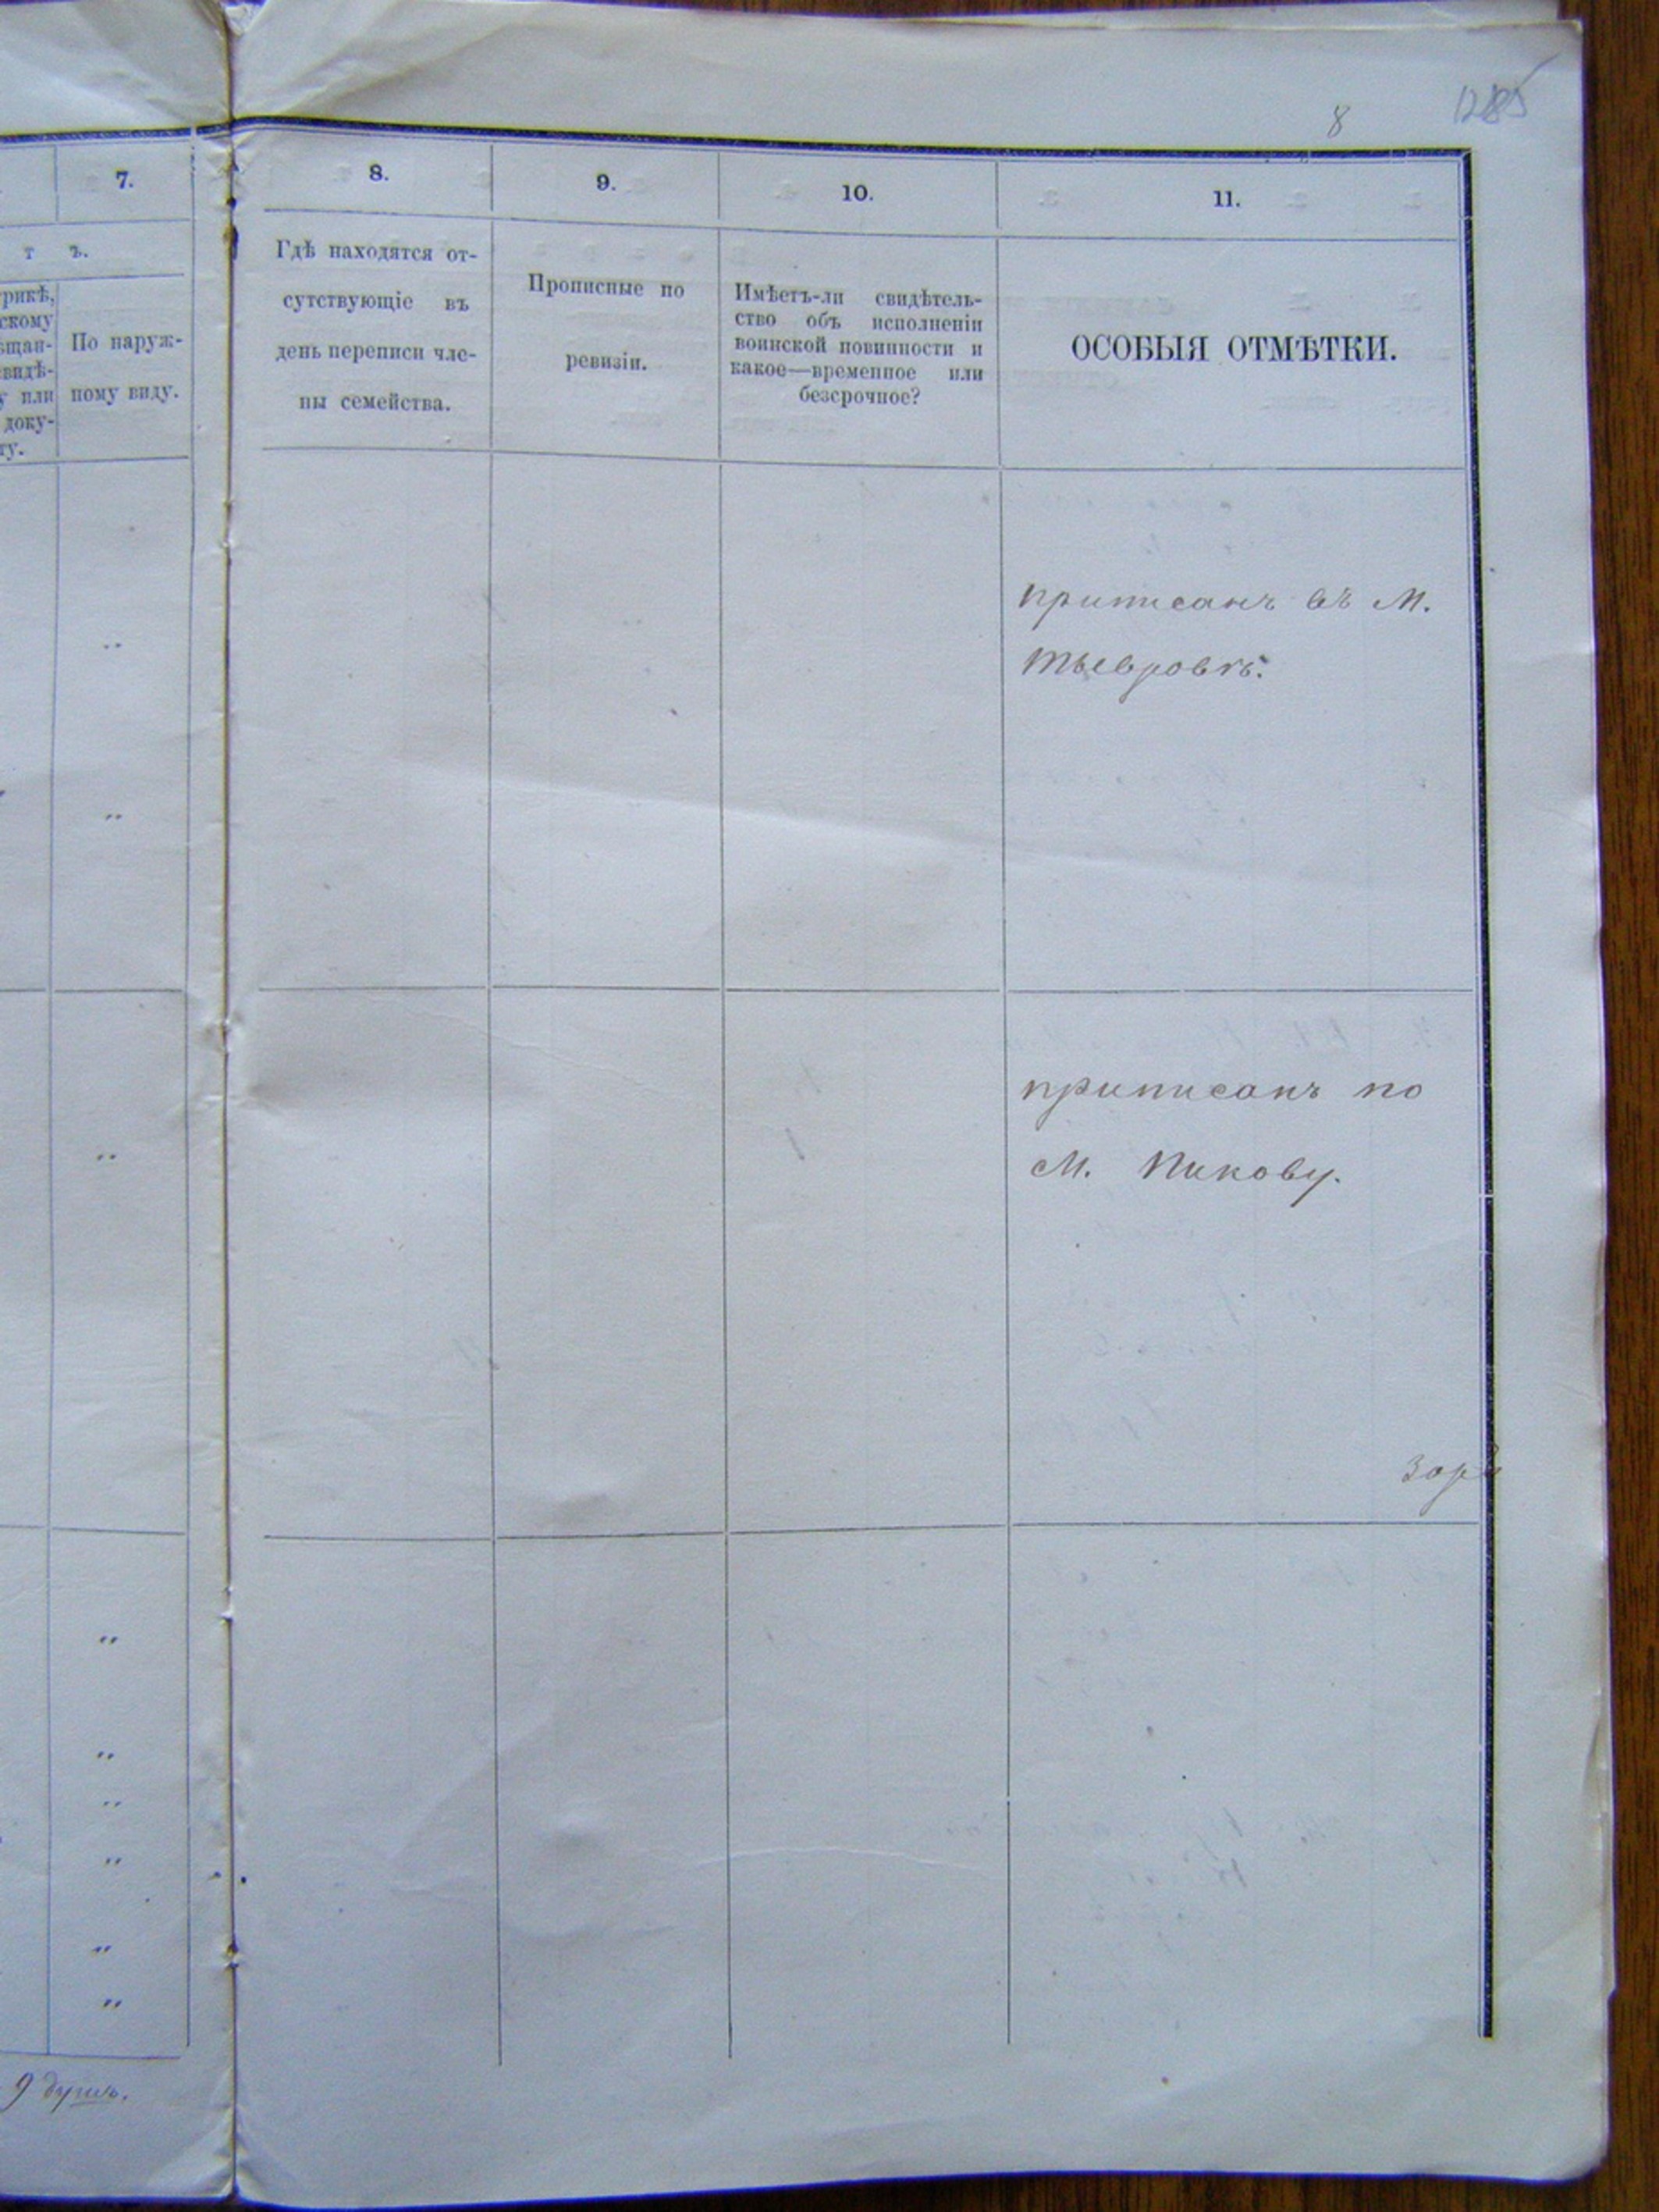 8
7.
8.
9.
10.
11.
т ъ.
По наруж-
ному виду.
Гдѣ находятся от-
сутствующіе въ
день переписи чле-
ны семейства.
Прописные по
ревизіи.
Имѣетъ-ли свидѣтель-
ство объ исполненіи
воинской повинности и
какое—временное или
безсрочное?
ОСОБЫЯ ОТМѢТКИ.
рикѣ,
скому
щан-
видѣ-
у или
доку-
ту.
приписанъ въ М.
Тывровѣ.
приписанъ по
М. Пикову.
9 душъ.